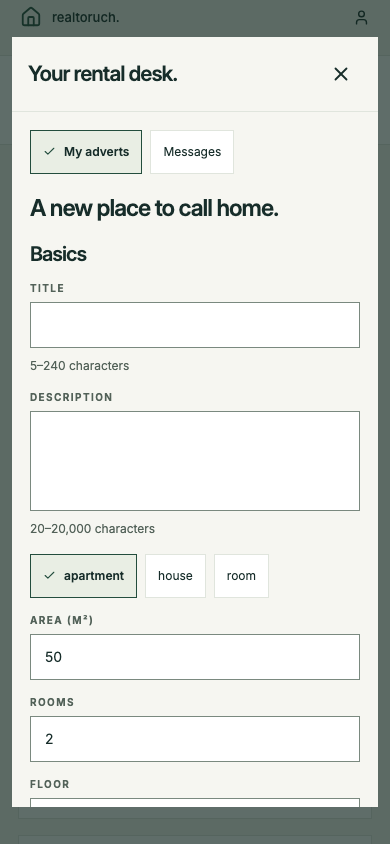 realtoruch.
Your rental desk.
My adverts
Messages
A new place to call home.
Basics
TITLE
5–240 characters
DESCRIPTION
20–20,000 characters
apartment
house
room
AREA (M²)
50
ROOMS
2
FLOOR